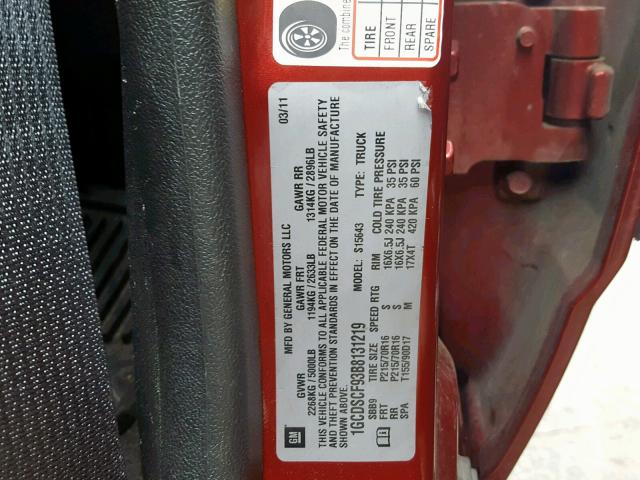 The combine
TIRE
FRONT
REAR
SPARE
GM
MFD BY GENERAL MOTORS LLC 03/11
GVWR GAWR FRT GAWR RR
2268KG / 5000LB 1194KG / 2633LB 1314KG / 2896LB
THIS VEHICLE CONFORMS TO ALL APPLICABLE FEDERAL MOTOR VEHICLE SAFETY
AND THEFT PREVENTION STANDARDS IN EFFECT ON THE DATE OF MANUFACTURE
SHOWN ABOVE.
1GCDSCF93B8131219 MODEL: S15643 TYPE: TRUCK
SBB9 TIRE SIZE SPEED RTG RIM COLD TIRE PRESSURE
FRT P215/70R16 S 16X6.5J 240 KPA 35 PSI
RR P215/70R16 S 16X6.5J 240 KPA 35 PSI
SPA T155/90D17 M 17X4T 420 KPA 60 PSI